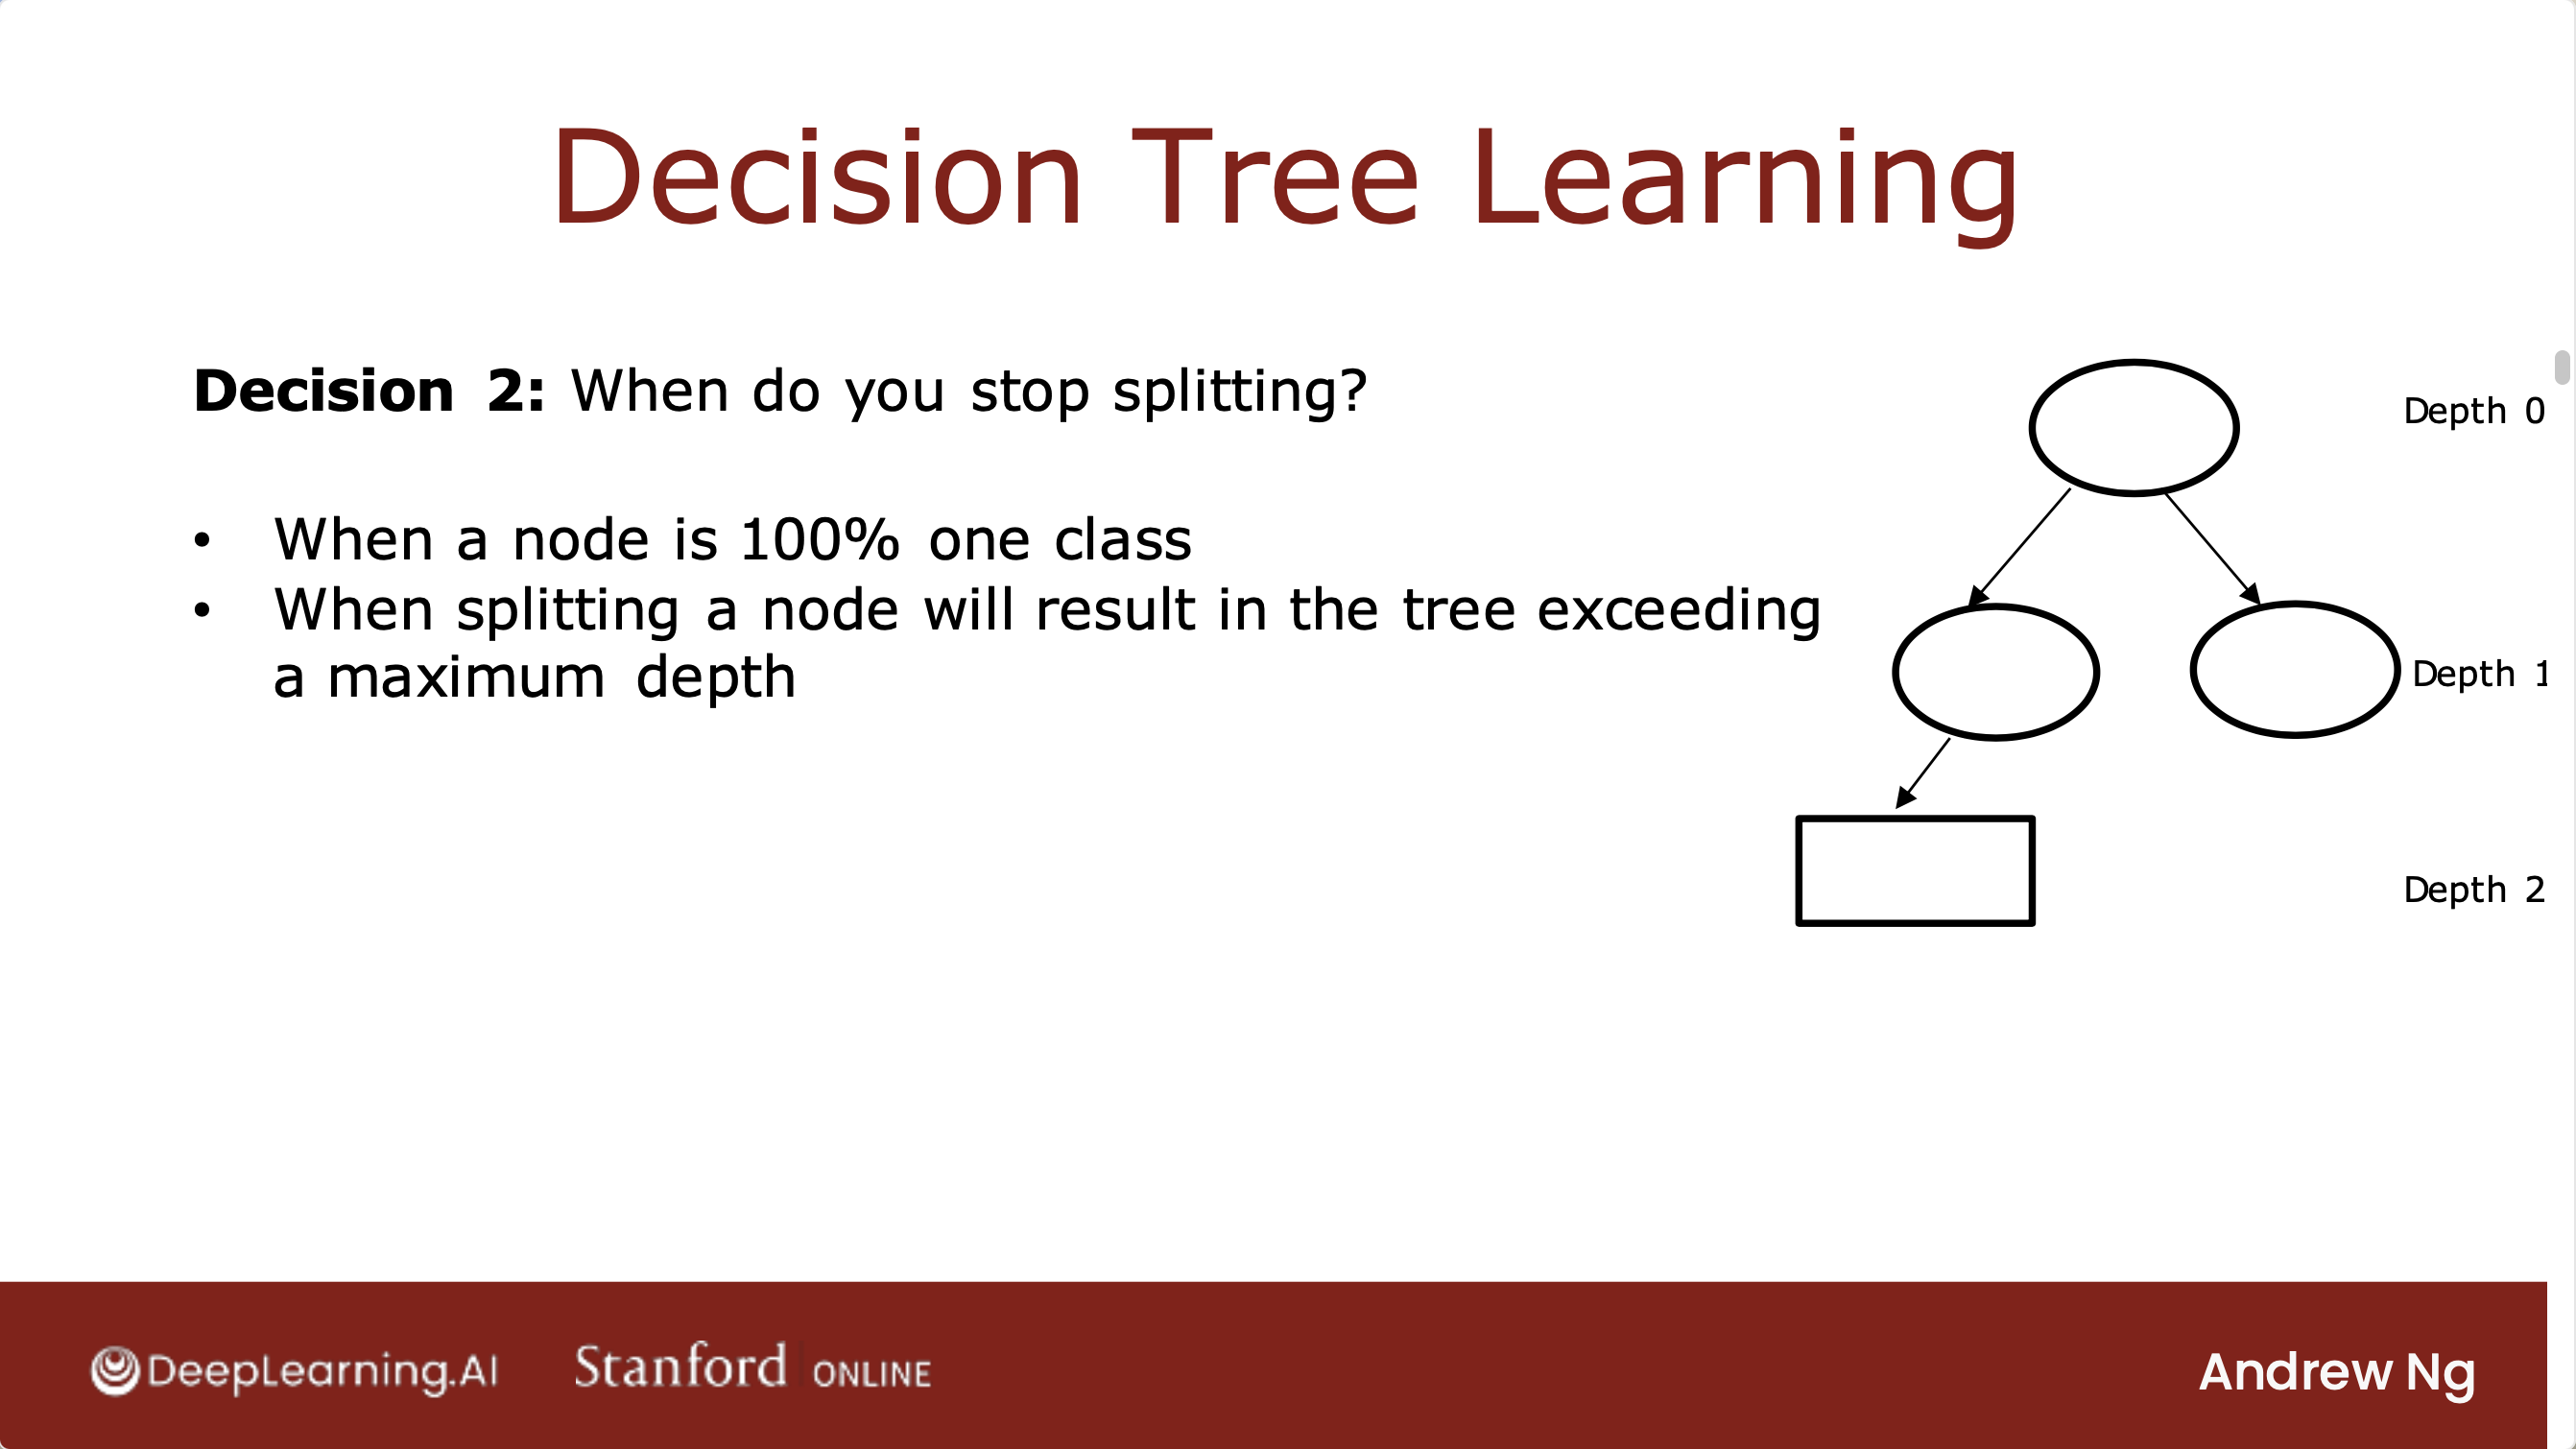 Decision Tree Learning
Decision 2: When do you stop splitting?
• When a node is 100% one class
• When splitting a node will result in the tree exceeding
a maximum depth
Depth 0
Depth 1
Depth 2
DeepLearning.AI
Stanford ONLINE
Andrew Ng